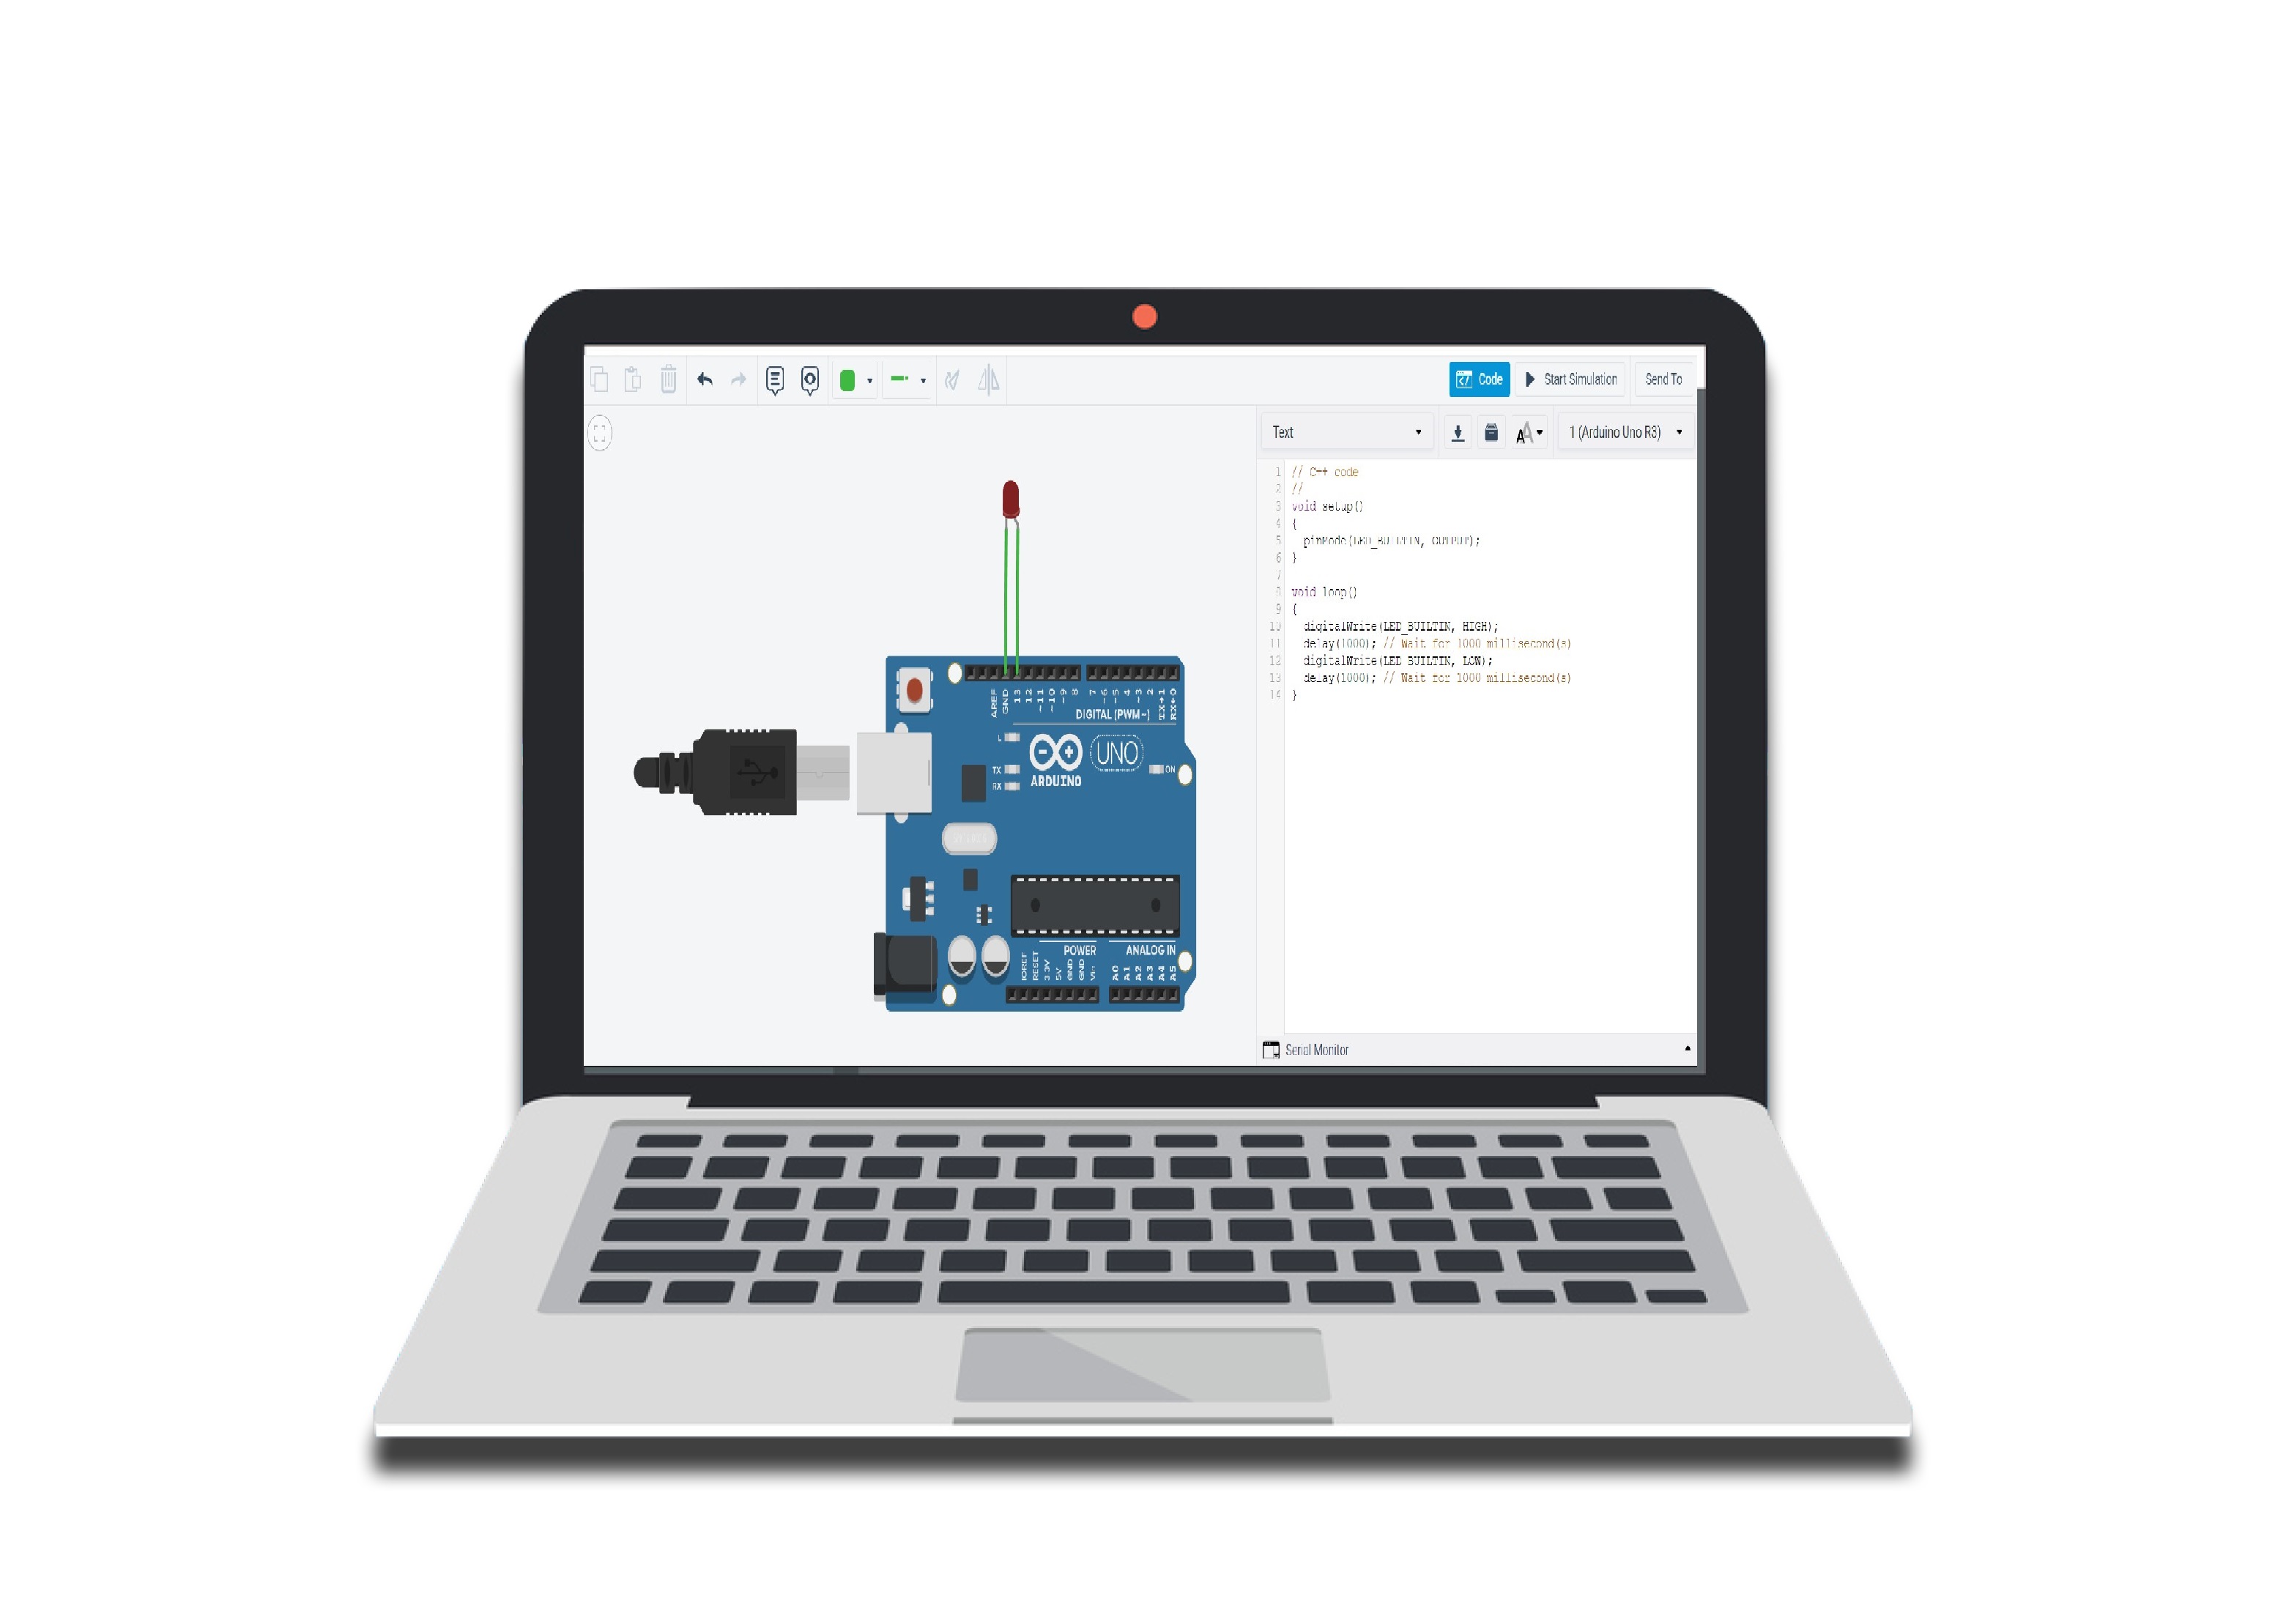 Code
Start Simulation
Send To
Text
1 (Arduino Uno R3)
1 // C++ code
2 //
3 void setup()
4 {
5 pinMode(LED_BUILTIN, OUTPUT);
6 }
7
8 void loop()
9 {
10 digitalWrite(LED_BUILTIN, HIGH);
11 delay(1000); // Wait for 1000 millisecond(s)
12 digitalWrite(LED_BUILTIN, LOW);
13 delay(1000); // Wait for 1000 millisecond(s)
14 }
AREF
GND
13
12
~11
~10
~9
8
7
~6
~5
4
~3
2
TX→1
RX←0
DIGITAL (PWM~)
L
TX
RX
ARDUINO
UNO
ON
POWER
ANALOG IN
IOREF
RESET
3.3V
5V
GND
GND
Vin
A0
A1
A2
A3
A4
A5
Serial Monitor